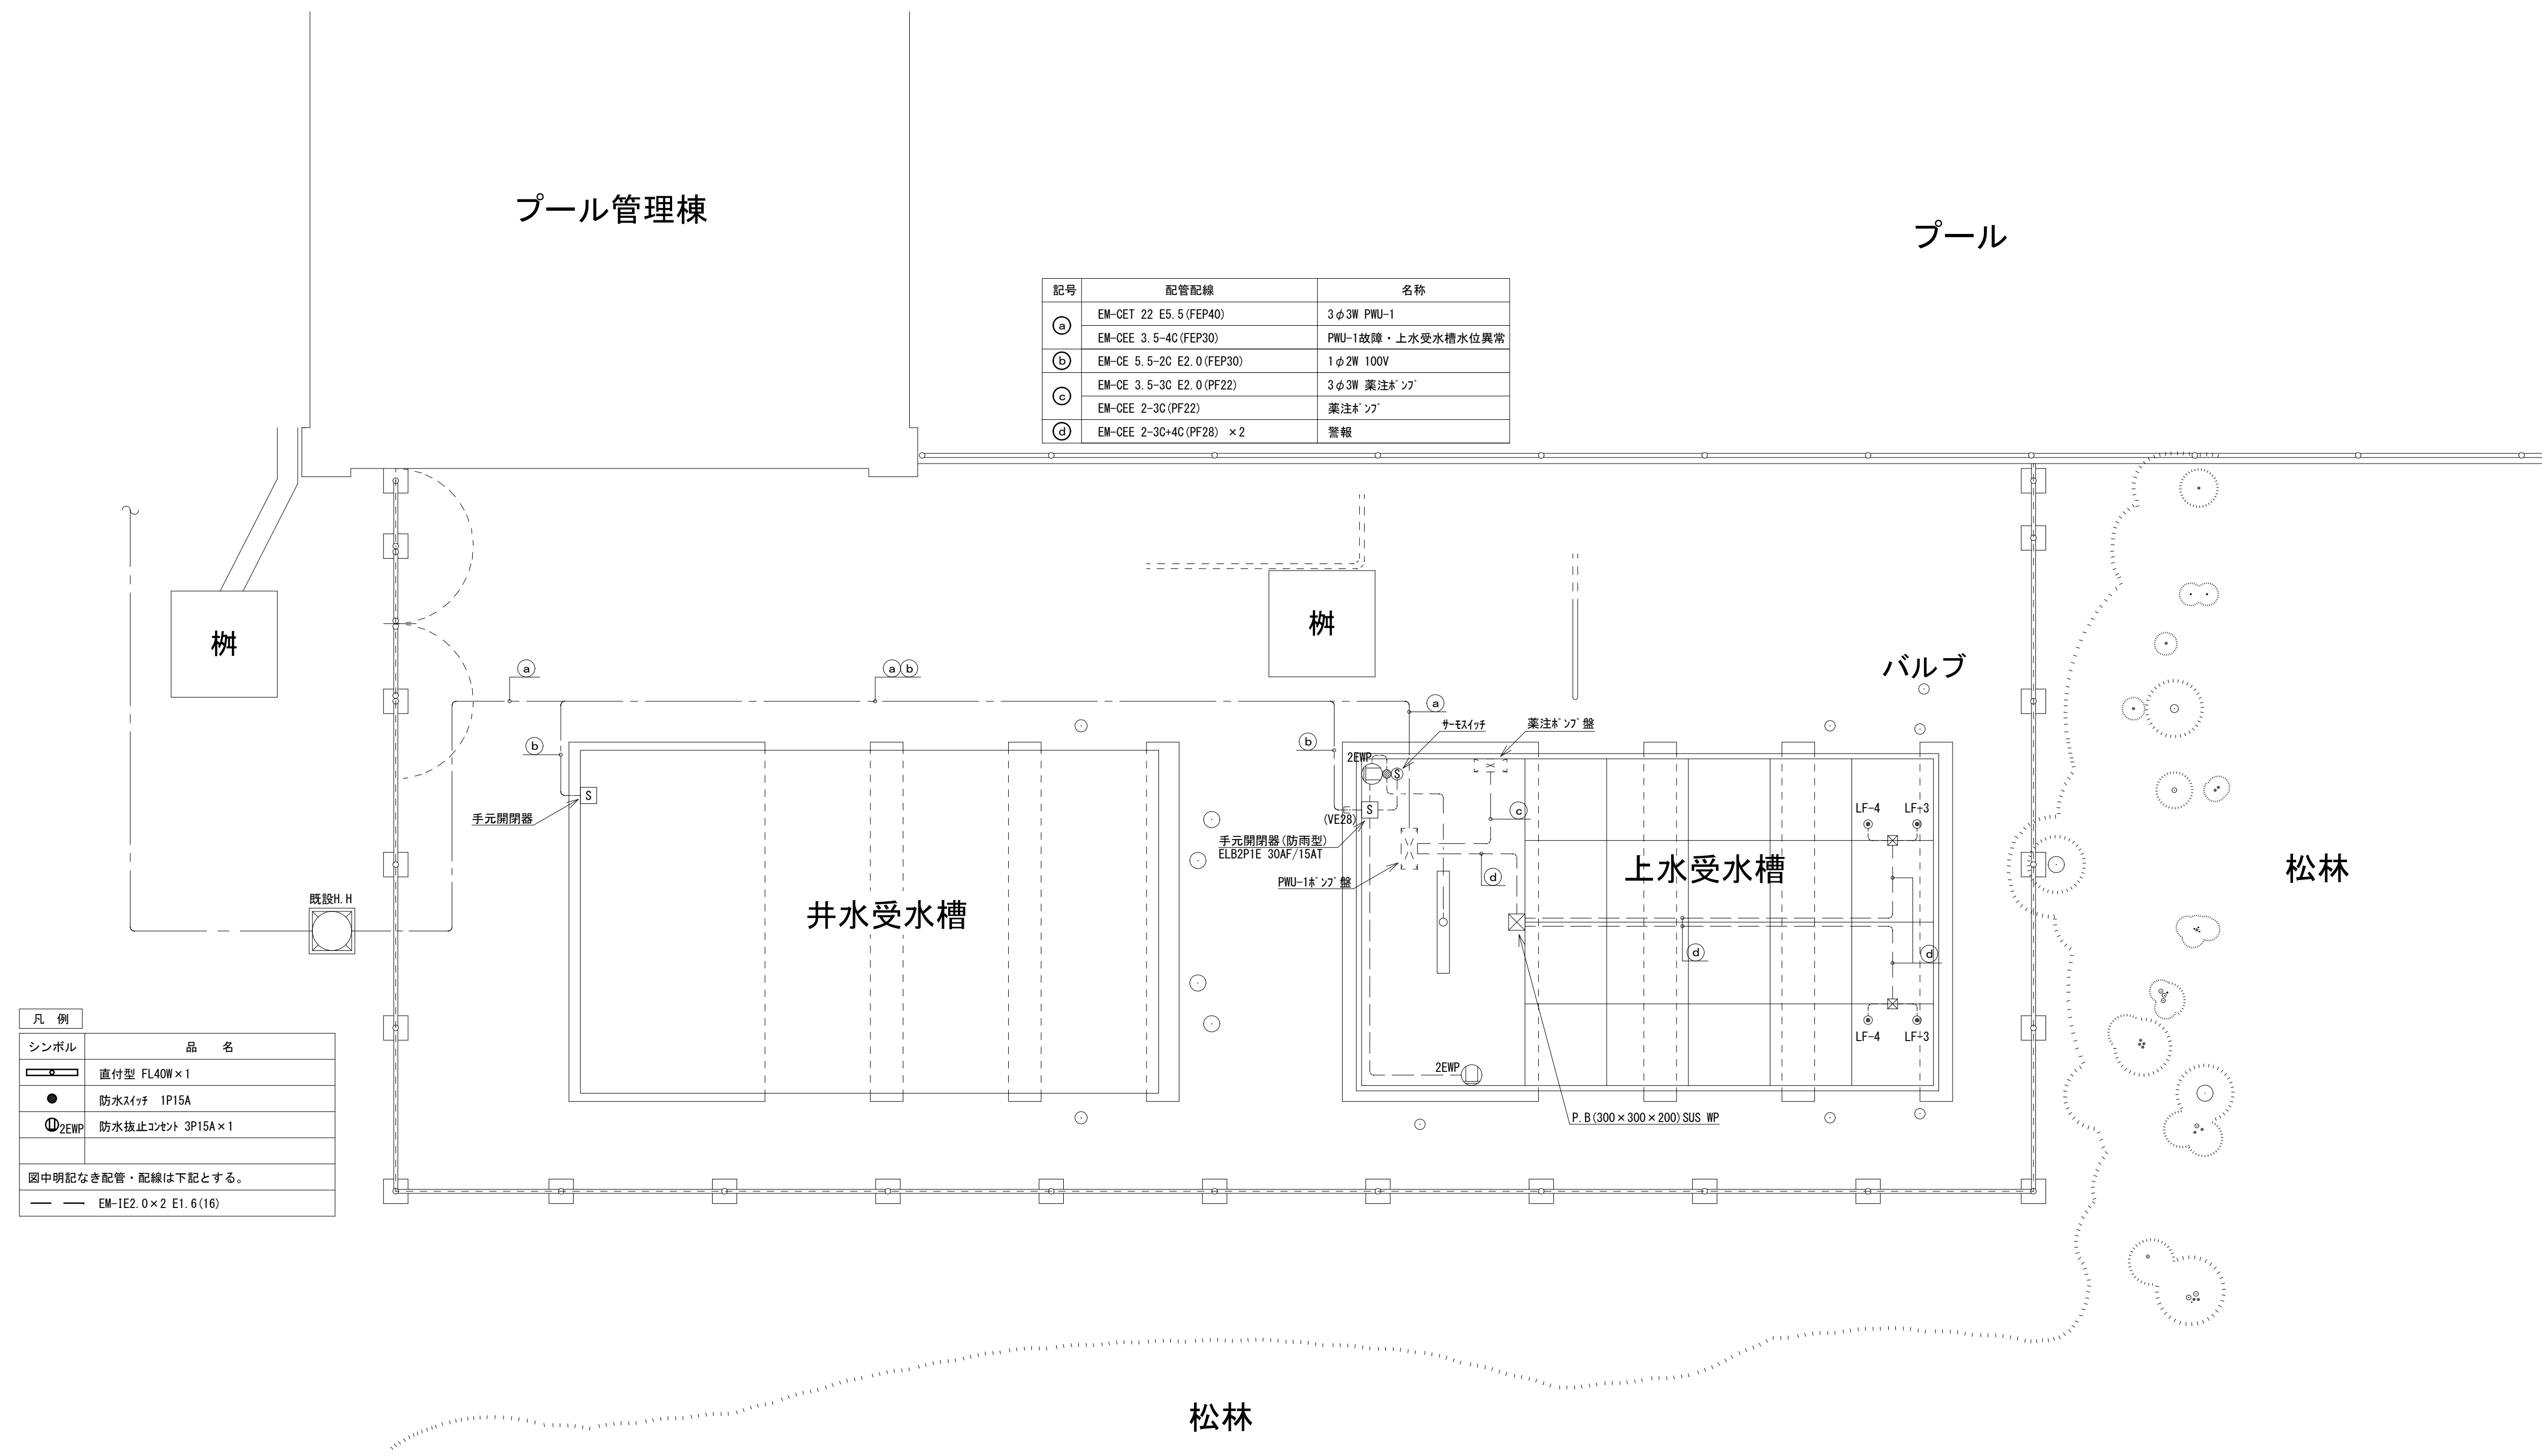 プール管理棟
プール
記号 配管配線 名称
a EM-CET 22 E5.5(FEP40) 3φ3W PWU-1
EM-CEE 3.5-4C(FEP30) PWU-1故障・上水受水槽水位異常
b EM-CE 5.5-2C E2.0(FEP30) 1φ2W 100V
c EM-CE 3.5-3C E2.0(PF22) 3φ3W 薬注ﾎﾟﾝﾌﾟ
EM-CEE 2-3C(PF22) 薬注ﾎﾟﾝﾌﾟ
d EM-CEE 2-3C+4C(PF28) ×2 警報
桝
桝
バルブ
a
a b
a
b
b
サーモスイッチ
薬注ﾎﾟﾝﾌﾟ盤
2EWP
S
S
S
手元開閉器
(VE28)
手元開閉器(防雨型)
ELB2P1E 30AF/15AT
PWU-1ﾎﾟﾝﾌﾟ盤
c
d
LF-4
LF-3
上水受水槽
松林
井水受水槽
既設H.H
d
d
LF-4
LF-3
2EWP
P.B(300×300×200)SUS WP
凡 例
シンボル 品 名
直付型 FL40W×1
防水ｽｲｯﾁ 1P15A
2EWP 防水抜止ｺﾝｾﾝﾄ 3P15A×1
図中明記なき配管・配線は下記とする。
EM-IE2.0×2 E1.6(16)
松林